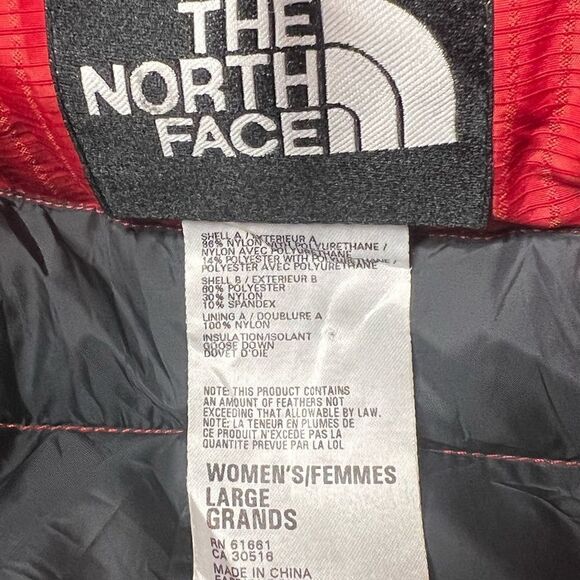 THE
NORTH
FACE
SHELL A / EXTERIEUR A
86% NYLON WITH POLYURETHANE /
NYLON AVEC POLYURETHANE
14% POLYESTER WITH POLYURETHANE /
POLYESTER AVEC POLYURETHANE
SHELL B / EXTERIEUR B
60% POLYESTER
30% NYLON
10% SPANDEX
LINING A / DOUBLURE A
100% NYLON
INSULATION/ISOLANT
GOOSE DOWN
DUVET D'OIE
NOTE: THIS PRODUCT CONTAINS
AN AMOUNT OF FEATHERS NOT
EXCEEDING THAT ALLOWABLE BY LAW.
NOTE: LA TENEUR EN PLUMES DE
CE PRODUIT N'EXCEDE PAS LA
QUANTITE PREVUE PAR LA LOI.
WOMEN'S/FEMMES
LARGE
GRANDS
RN 61661
CA 30516
MADE IN CHINA